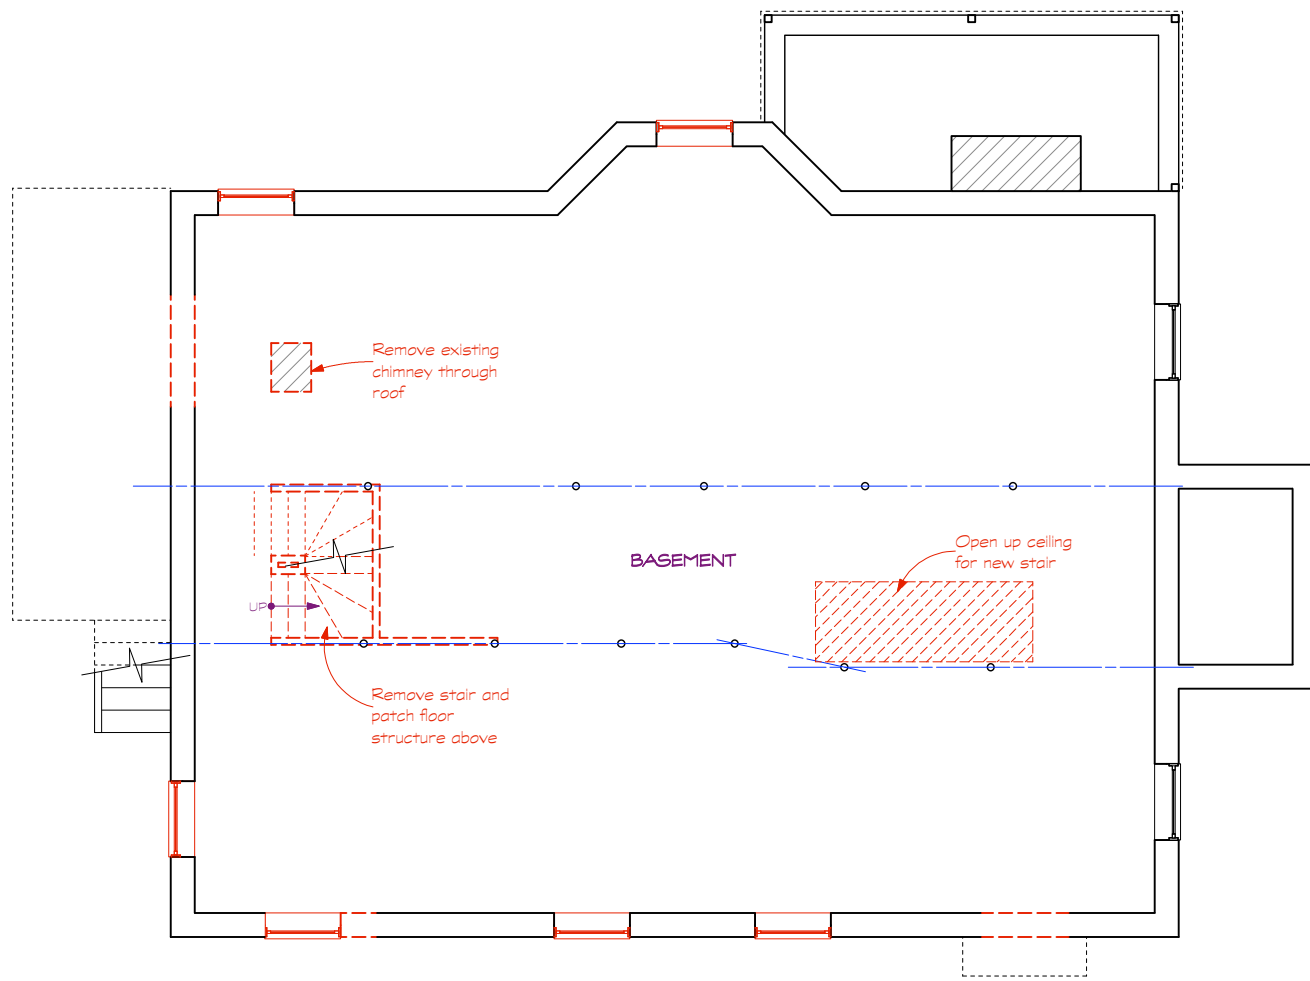 Remove existing
chimney through
roof
Open up ceiling
for new stair
BASEMENT
UP
Remove stair and
patch floor
structure above